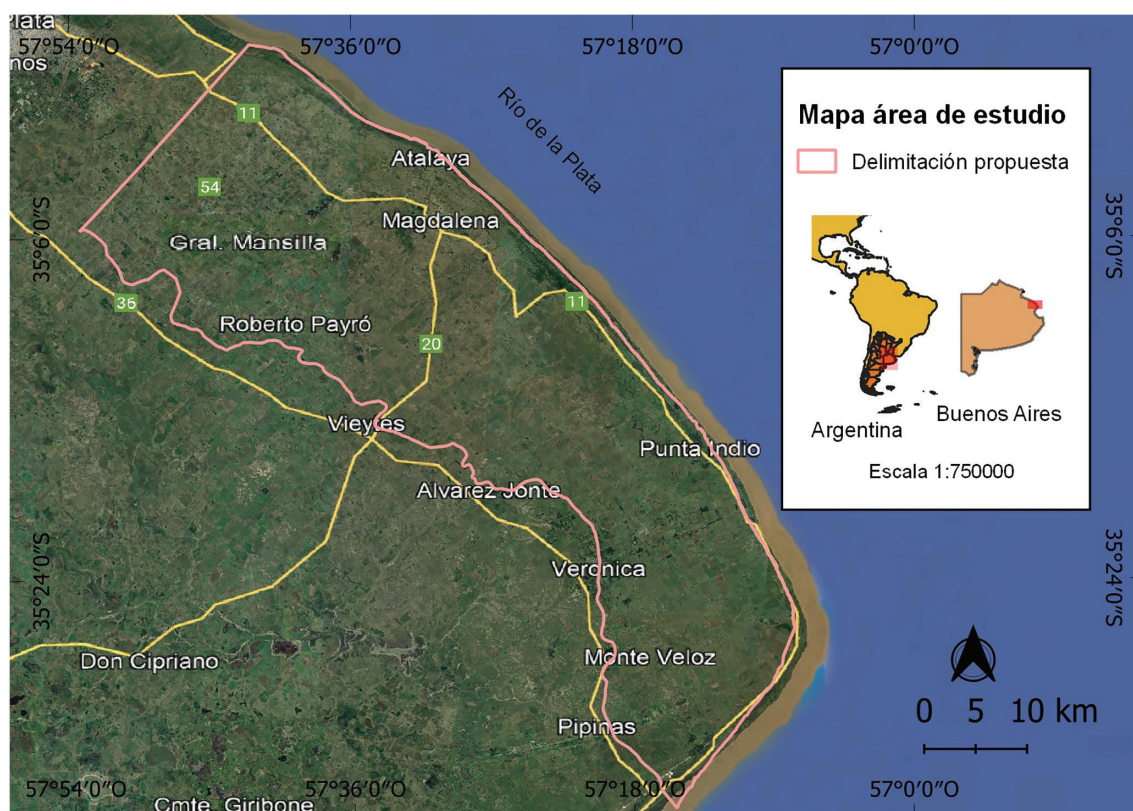 Plata
nos
57°54′0″O
57°36′0″O
57°18′0″O
57°0′0″O
11
Atalaya
Río de la Plata
54
Magdalena
Gral. Mansilla
35°6′0″S
35°6′0″S
36
11
Roberto Payró
20
Vieytes
Punta Indio
Alvarez Jonte
Veronica
35°24′0″S
35°24′0″S
Don Cipriano
Monte Veloz
Pipinas
57°54′0″O
57°36′0″O
57°18′0″O
57°0′0″O
Cmte. Giribone
Mapa área de estudio
Delimitación propuesta
Argentina
Buenos Aires
Escala 1:750000
0 5 10 km